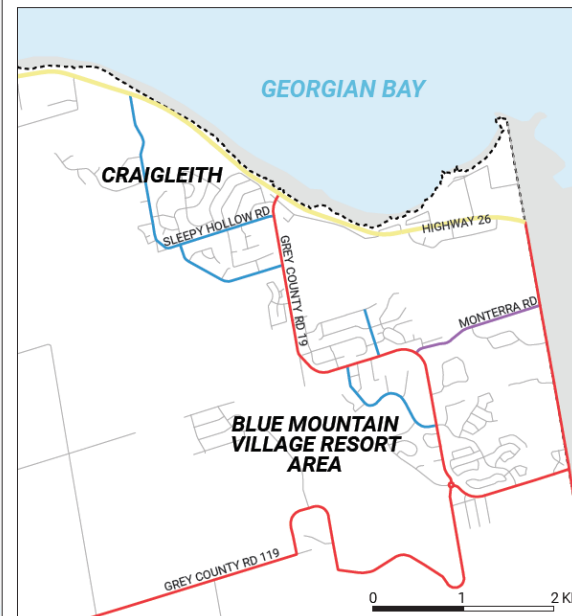 GEORGIAN BAY
CRAIGLEITH
SLEEPY HOLLOW RD
HIGHWAY 26
GREY COUNTY RD 19
MONTERRA RD
BLUE MOUNTAIN
VILLAGE RESORT
AREA
GREY COUNTY RD 119
0 1 2 K